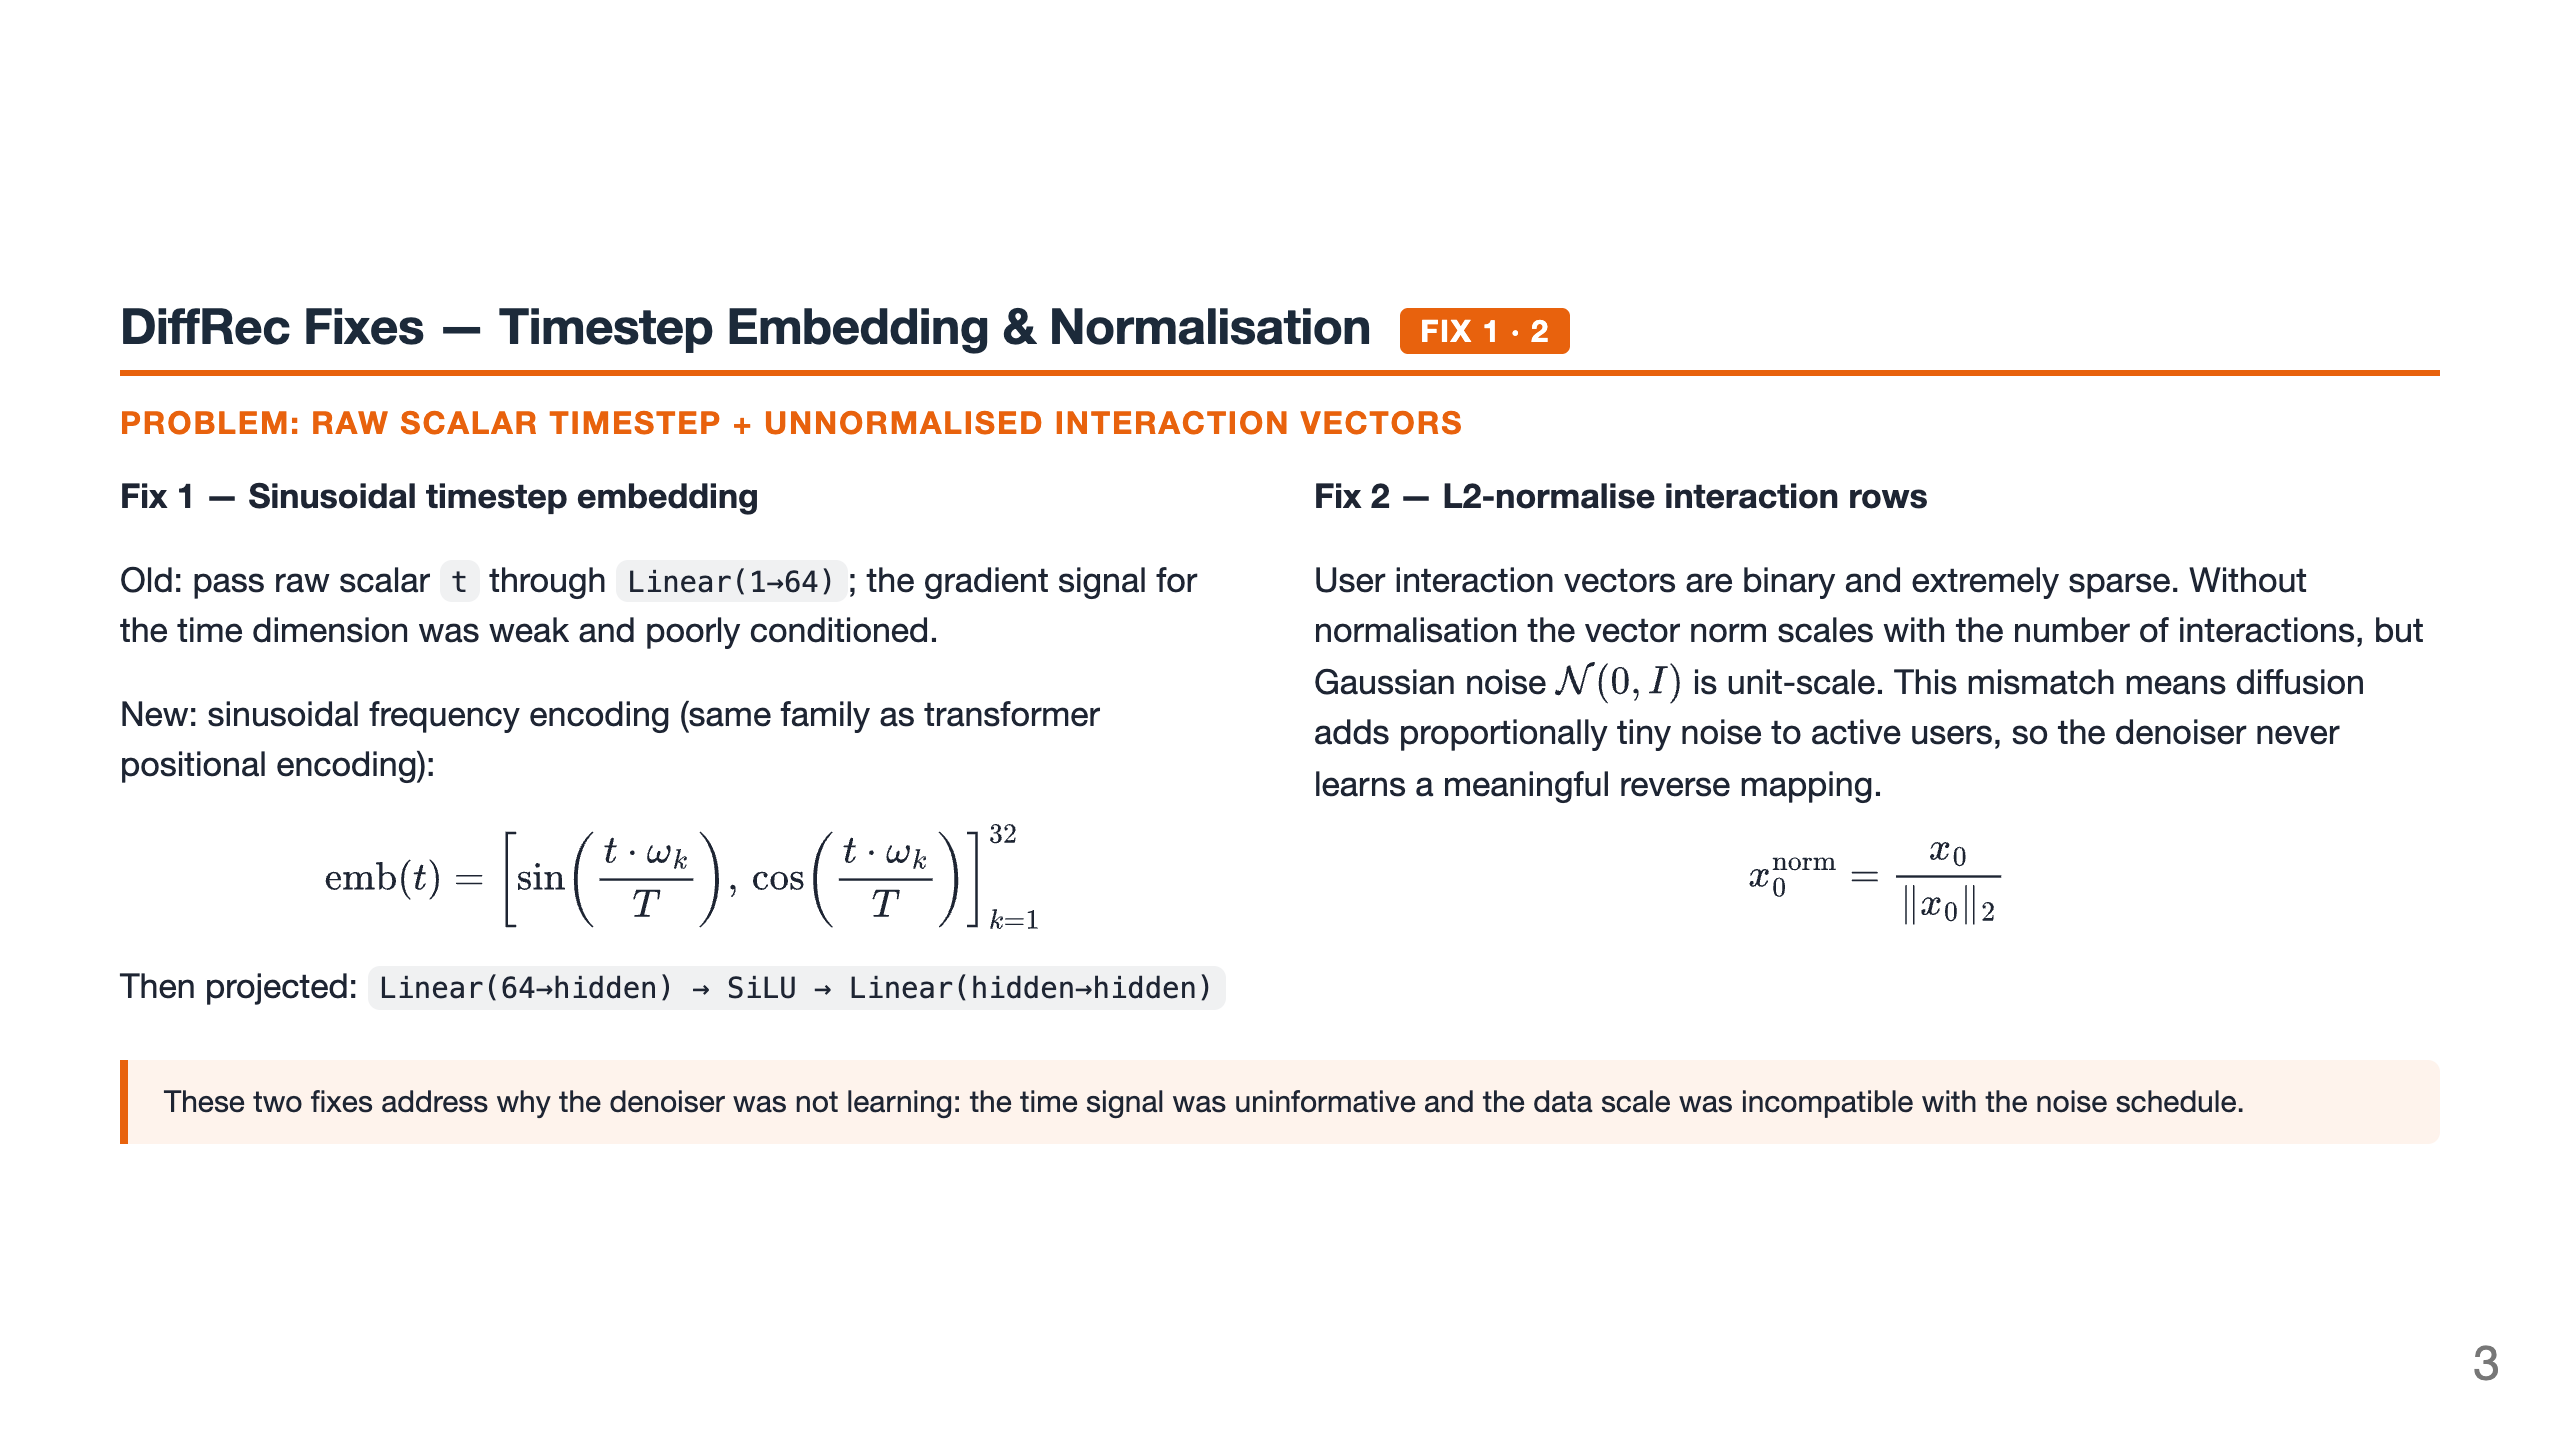 DiffRec Fixes — Timestep Embedding & Normalisation FIX 1 · 2
PROBLEM: RAW SCALAR TIMESTEP + UNNORMALISED INTERACTION VECTORS
Fix 1 — Sinusoidal timestep embedding
Old: pass raw scalar t through Linear(1→64); the gradient signal for
the time dimension was weak and poorly conditioned.
New: sinusoidal frequency encoding (same family as transformer
positional encoding):
emb(t) = [sin(t · ω_k / T), cos(t · ω_k / T)]_{k=1}^{32}
Then projected: Linear(64→hidden) → SiLU → Linear(hidden→hidden)
Fix 2 — L2-normalise interaction rows
User interaction vectors are binary and extremely sparse. Without
normalisation the vector norm scales with the number of interactions, but
Gaussian noise 𝒩(0, I) is unit-scale. This mismatch means diffusion
adds proportionally tiny noise to active users, so the denoiser never
learns a meaningful reverse mapping.
x_0^{norm} = x_0 / ‖x_0‖_2
These two fixes address why the denoiser was not learning: the time signal was uninformative and the data scale was incompatible with the noise schedule.
3